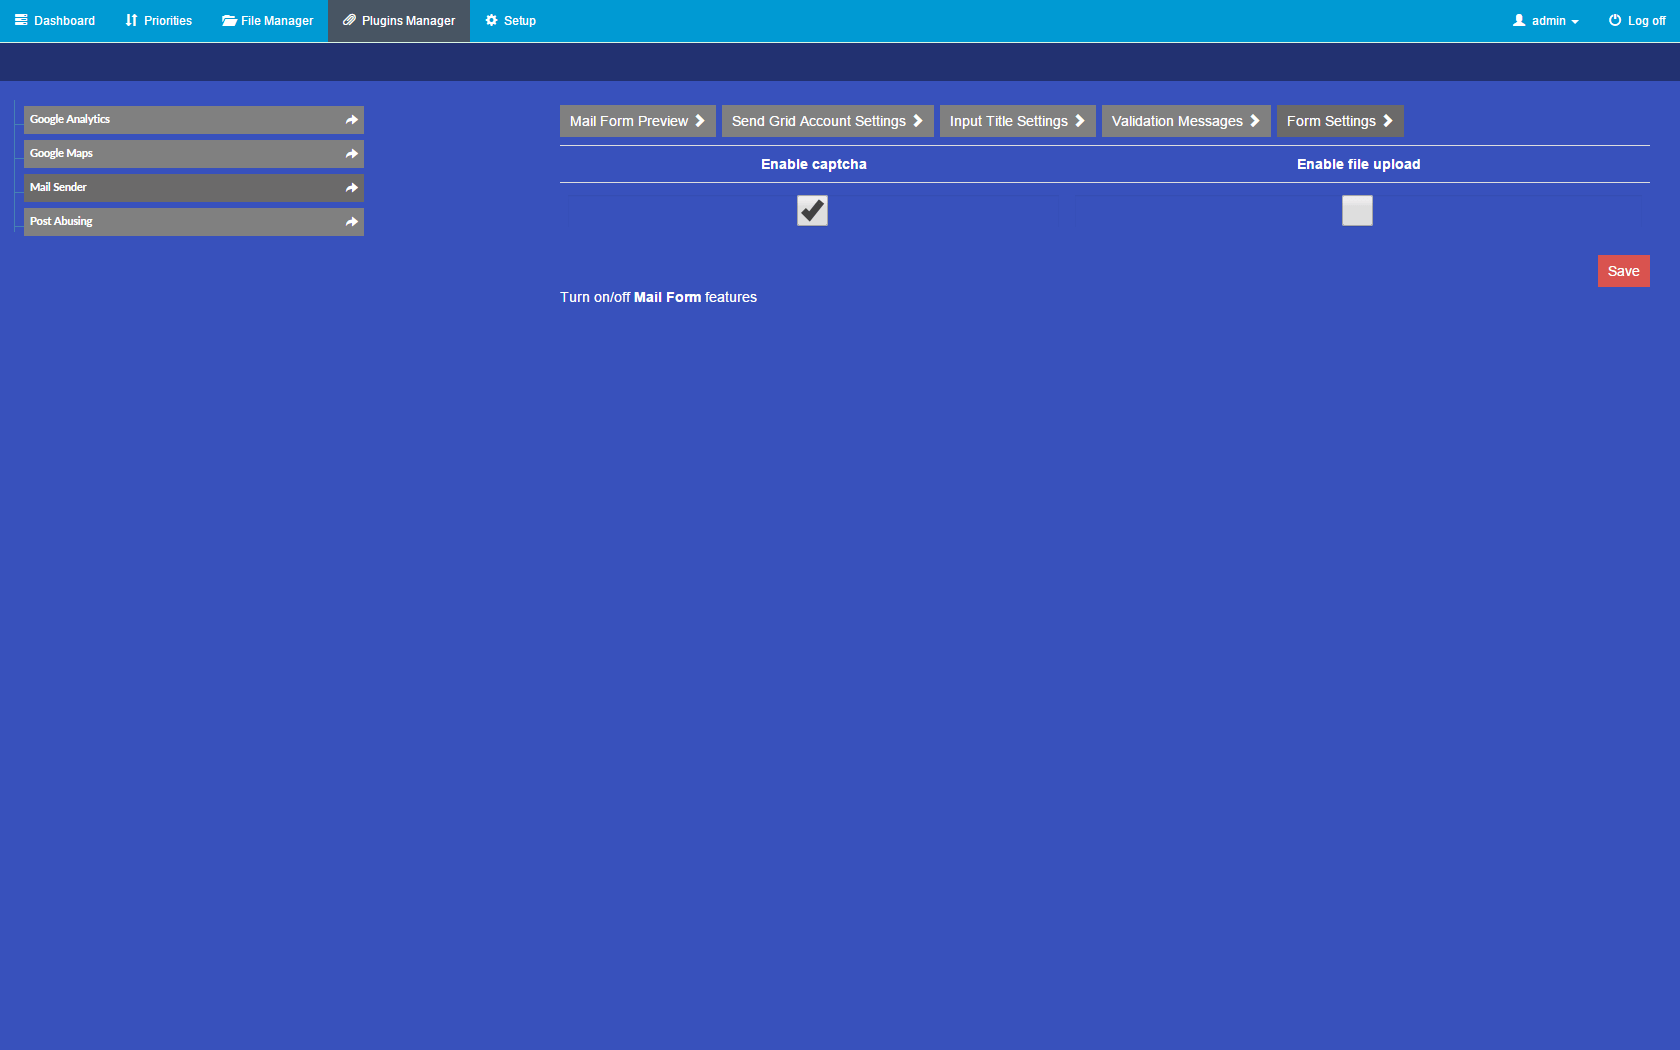 Dashboard Priorities File Manager Plugins Manager Setup admin Log off
Google Analytics
Google Maps
Mail Sender
Post Abusing
Mail Form Preview Send Grid Account Settings Input Title Settings Validation Messages Form Settings
Enable captcha Enable file upload
Save
Turn on/off Mail Form features